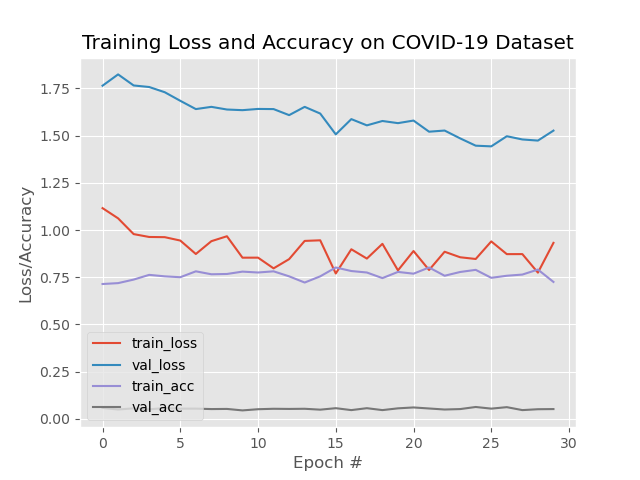 Training Loss and Accuracy on COVID-19 Dataset
Loss/Accuracy
1.75
1.50
1.25
1.00
0.75
0.50
0.25
0.00
train_loss
val_loss
train_acc
val_acc
0 5 10 15 20 25 30
Epoch #